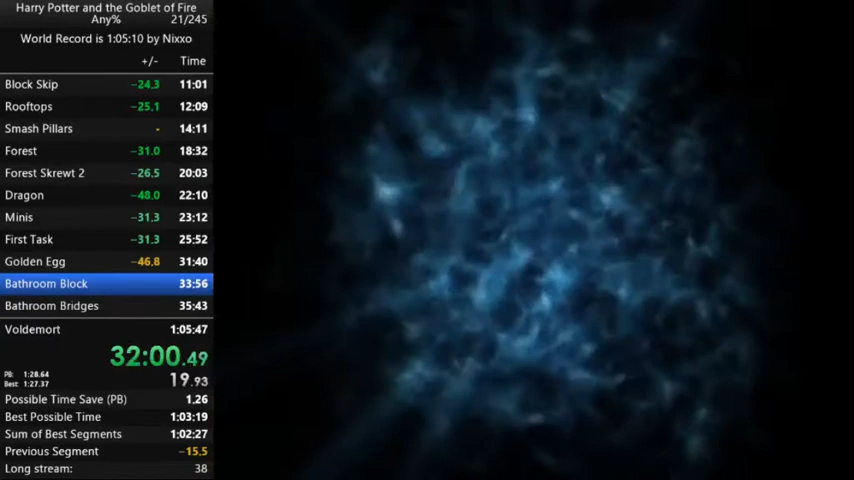 Harry Potter and the Goblet of Fire
Any% 21/245
World Record is 1:05:10 by Nixxo
+/- Time
Block Skip -24.3 11:01
Rooftops -25.1 12:09
Smash Pillars - 14:11
Forest -31.0 18:32
Forest Skrewt 2 -26.5 20:03
Dragon -48.0 22:10
Minis -31.3 23:12
First Task -31.3 25:52
Golden Egg -46.8 31:40
Bathroom Block 33:56
Bathroom Bridges 35:43
Voldemort 1:05:47
32:00.49
PB: 1:28.64
Best: 1:27.37
19.93
Possible Time Save (PB) 1.26
Best Possible Time 1:03:19
Sum of Best Segments 1:02:27
Previous Segment -15.5
Long stream: 38